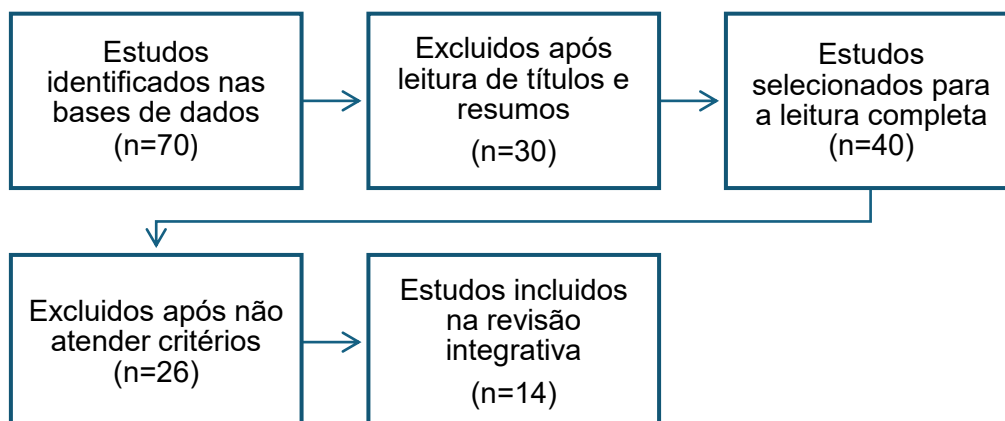 Estudos
identificados nas
bases de dados
(n=70)
Excluidos após
leitura de títulos e
resumos
(n=30)
Estudos
selecionados para
a leitura completa
(n=40)
Excluidos após não
atender critérios
(n=26)
Estudos incluidos
na revisão
integrativa
(n=14)